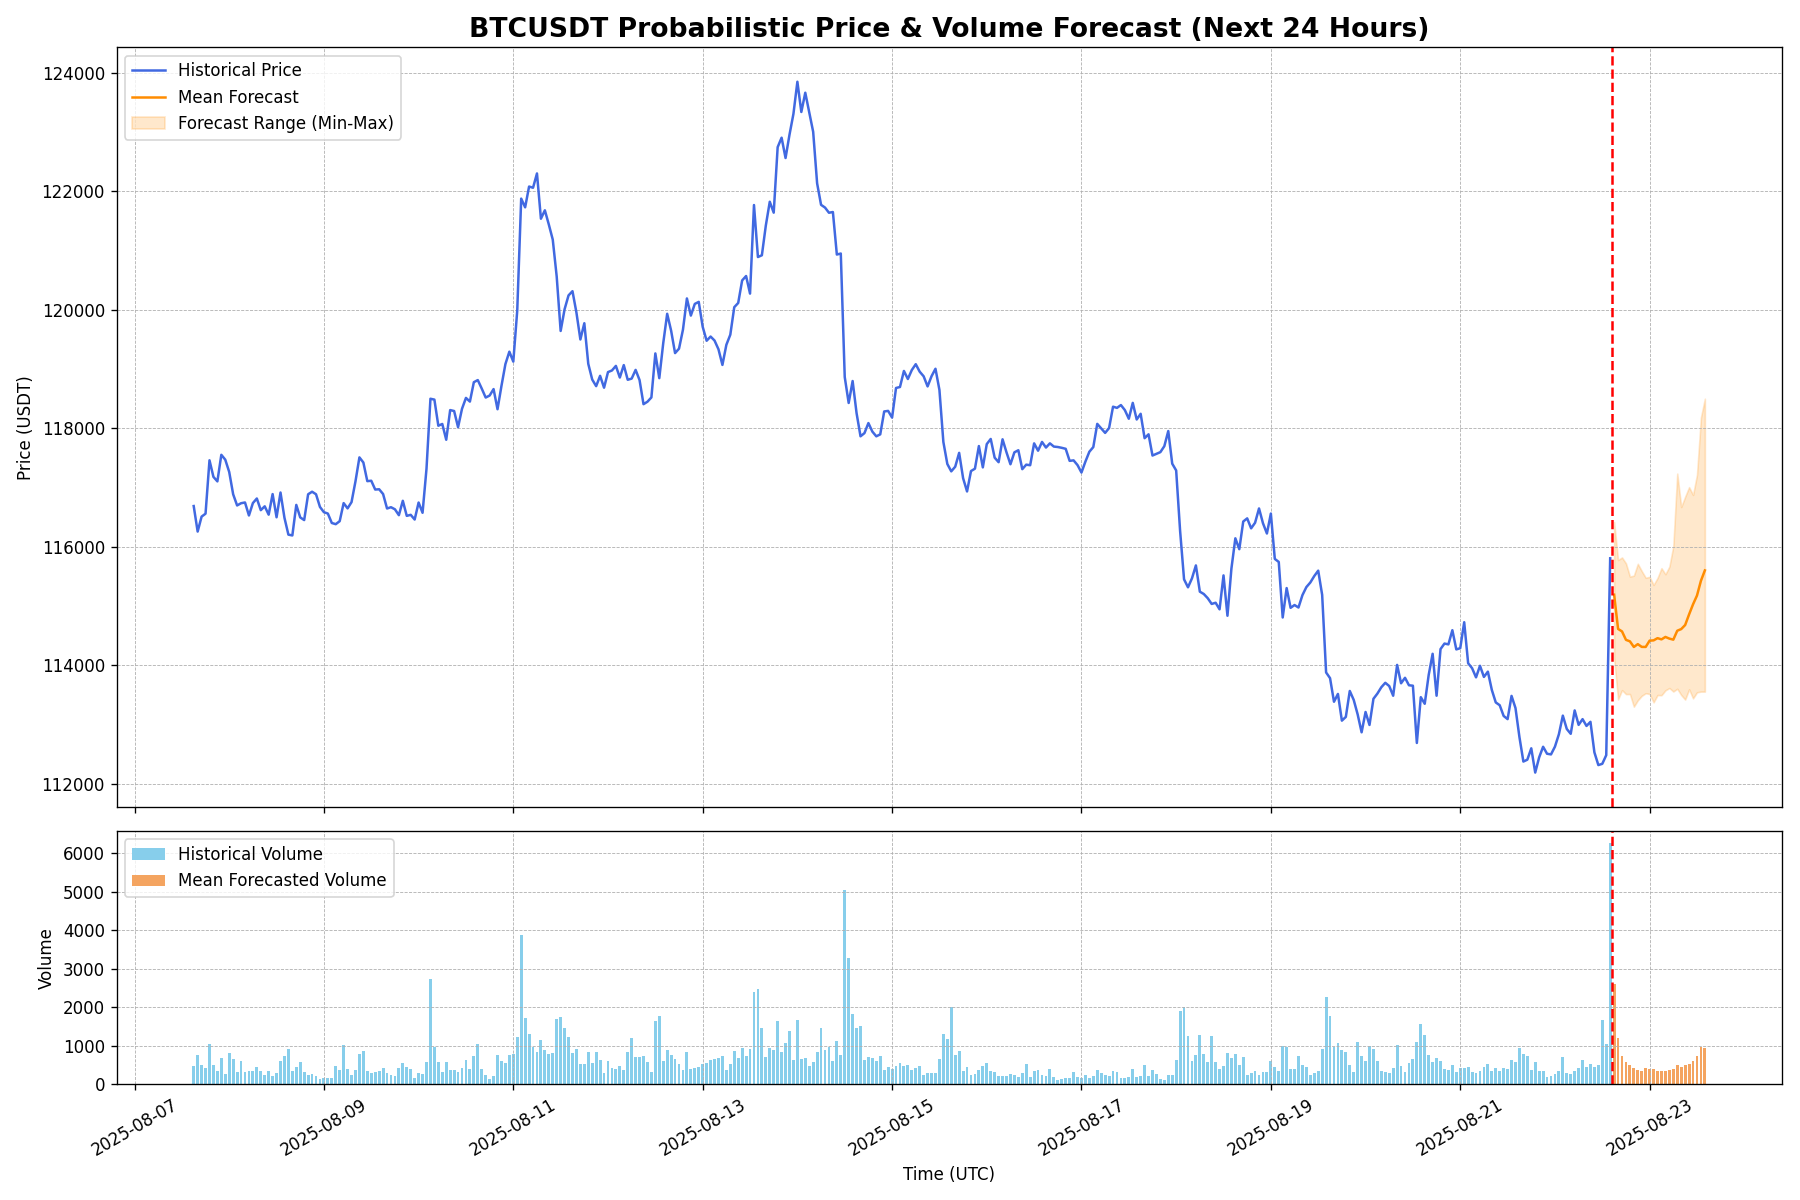 BTCUSDT Probabilistic Price & Volume Forecast (Next 24 Hours)
Historical Price
Mean Forecast
Forecast Range (Min-Max)
124000
122000
120000
118000
116000
114000
112000
Price (USDT)
Historical Volume
Mean Forecasted Volume
6000
5000
4000
3000
2000
1000
0
Volume
2025-08-07
2025-08-09
2025-08-11
2025-08-13
2025-08-15
2025-08-17
2025-08-19
2025-08-21
2025-08-23
Time (UTC)